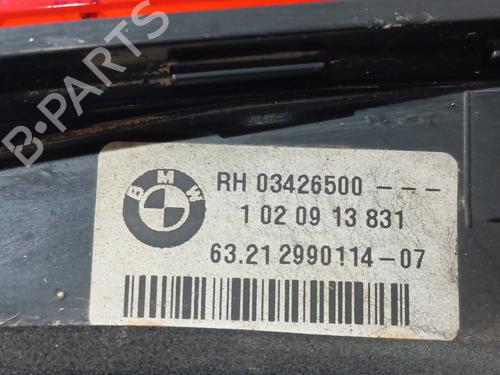 B-PARTS
BMW
RH 03426500 - - -
1 02 09 13 831
63.21 2990114-07